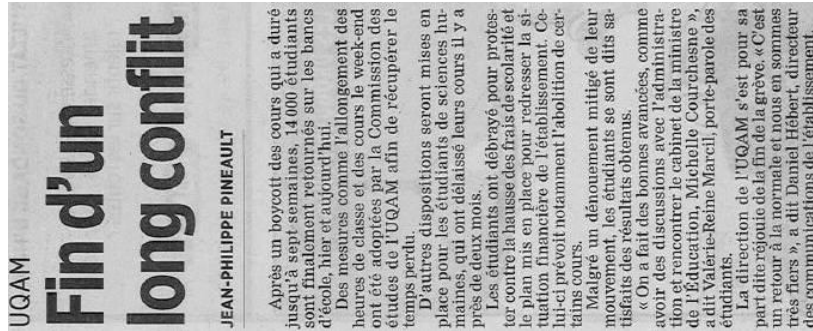 UQAM
Fin d'un
long conflit
JEAN-PHILIPPE PINEAULT
Après un boycott des cours qui a duré
jusqu'à sept semaines, 14 000 étudiants
sont finalement retournés sur les bancs
d'école, hier et aujourd'hui.
Des mesures comme l'allongement des
heures de classe et des cours le week-end
ont été adoptées par la Commission des
études de l'UQAM afin de récupérer le
temps perdu.
D'autres dispositions seront mises en
place pour les étudiants de sciences hu-
maines, qui ont délaissé leurs cours il y a
près de deux mois.
Les étudiants ont débrayé pour protes-
ter contre la hausse des frais de scolarité et
le plan mis en place pour redresser la si-
tuation financière de l'établissement. Ce-
lui-ci prévoit notamment l'abolition de cer-
tains cours.
Malgré un dénouement mitigé de leur
mouvement, les étudiants se sont dits sa-
tisfaits des résultats obtenus.
« On a fait des bonnes avancées, comme
avoir des discussions avec l'administra-
tion et rencontrer le cabinet de la ministre
de l'Éducation, Michelle Courchesne »,
a dit Valérie-Reine Marcil, porte-parole des
étudiants.
La direction de l'UQAM s'est pour sa
part dite réjouie de la fin de la grève. «C'est
un retour à la normale et nous en sommes
très fiers », a dit Daniel Hébert, directeur
des communications de l'établissement.